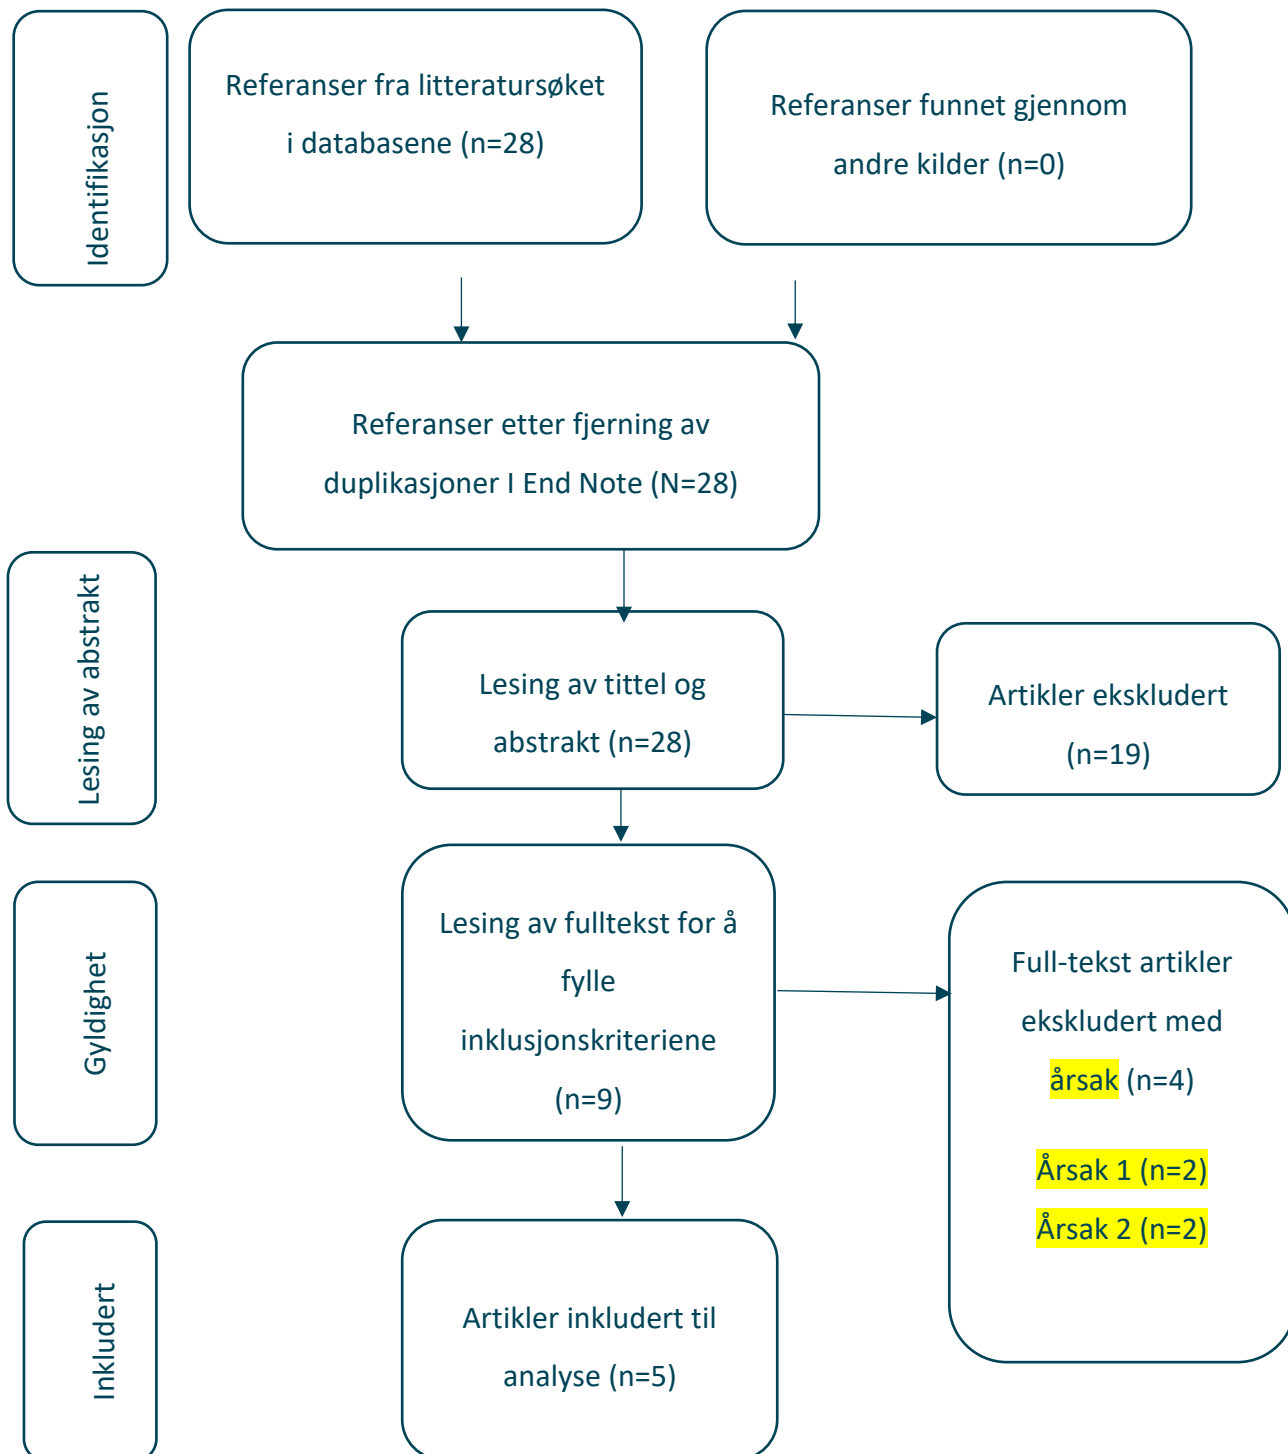 Identifikasjon
Referanser fra litteratursøket
i databasene (n=28)
Referanser funnet gjennom
andre kilder (n=0)
Referanser etter fjerning av
duplikasjoner I End Note (N=28)
Lesing av abstrakt
Lesing av tittel og
abstrakt (n=28)
Artikler ekskludert
(n=19)
Gyldighet
Lesing av fulltekst for å
fylle
inklusjonskriteriene
(n=9)
Full-tekst artikler
ekskludert med
årsak (n=4)
Årsak 1 (n=2)
Årsak 2 (n=2)
Inkludert
Artikler inkludert til
analyse (n=5)